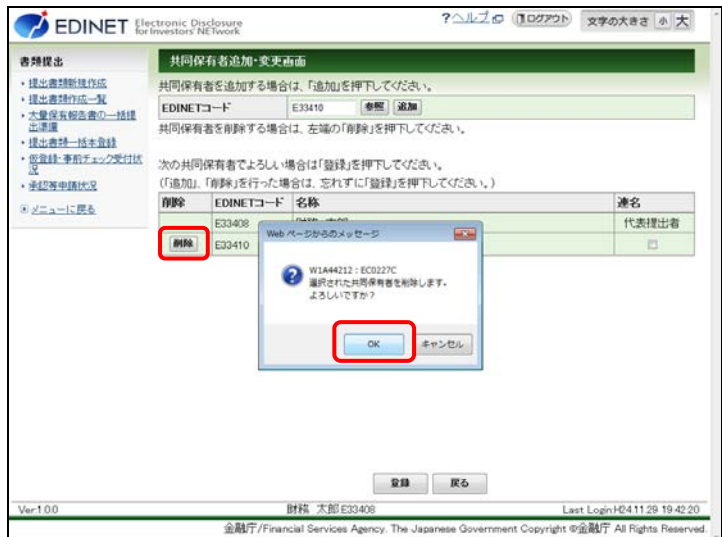 EDINET Electronic Disclosure for Investors' NETwork
?ヘルプ ログアウト 文字の大きさ 小 大
書類提出
・提出書類新規作成
・提出書類作成一覧
・大量保有報告書の一括提出準備
・提出書類一括本登録
・仮登録・事前チェック受付状況
・承認等申請状況
メニューに戻る
共同保有者追加・変更画面
共同保有者を追加する場合は、「追加」を押下してください。
EDINETコード E33410 参照 追加
共同保有者を削除する場合は、左端の「削除」を押下してください。
次の共同保有者でよろしい場合は「登録」を押下してください。
(「追加」、「削除」を行った場合は、忘れずに「登録」を押下してください。)
削除 EDINETコード 名称 連名
E33408 代表提出者
削除 E33410
Web ページからのメッセージ
W1A44212 : EC0227C
選択された共同保有者を削除します。
よろしいですか?
OK キャンセル
登録 戻る
Ver1.0.0 財務 太郎 E33408 Last Login:H24.11.29 19:42:20
金融庁/Financial Services Agency. The Japanese Government Copyright ©金融庁 All Rights Reserved.